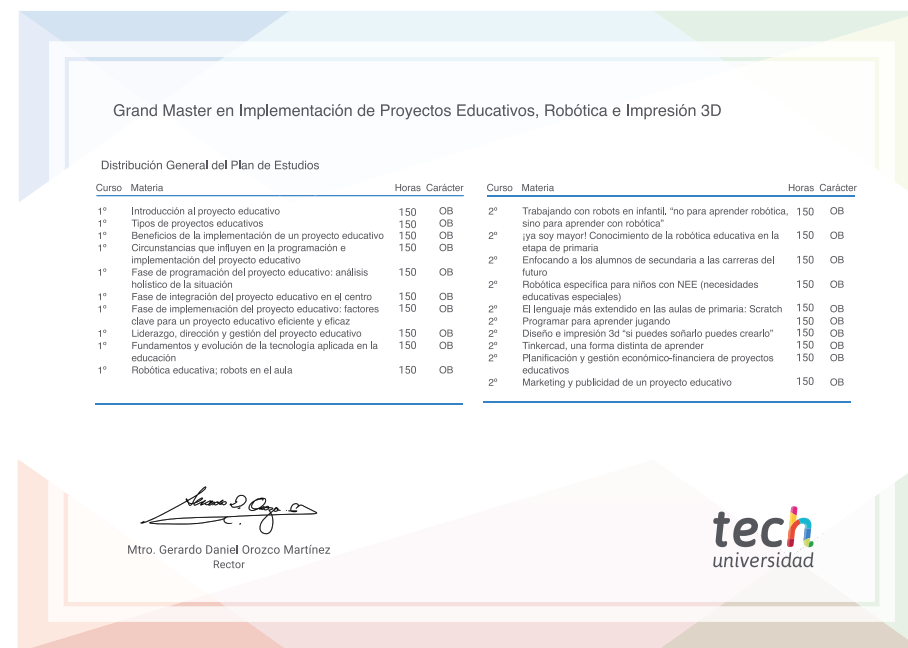 Grand Master en Implementación de Proyectos Educativos, Robótica e Impresión 3D
Distribución General del Plan de Estudios
Curso Materia Horas Carácter
1º Introducción al proyecto educativo 150 OB
1º Tipos de proyectos educativos 150 OB
1º Beneficios de la implementación de un proyecto educativo 150 OB
1º Circunstancias que influyen en la programación e 150 OB
implementación del proyecto educativo
1º Fase de programación del proyecto educativo: análisis 150 OB
holístico de la situación
1º Fase de integración del proyecto educativo en el centro 150 OB
1º Fase de implementación del proyecto educativo: factores 150 OB
clave para un proyecto educativo eficiente y eficaz
1º Liderazgo, dirección y gestión del proyecto educativo 150 OB
1º Fundamentos y evolución de la tecnología aplicada en la 150 OB
educación
1º Robótica educativa; robots en el aula 150 OB
Curso Materia Horas Carácter
2º Trabajando con robots en infantil, “no para aprender robótica, 150 OB
sino para aprender con robótica”
2º ¡ya soy mayor! Conocimiento de la robótica educativa en la 150 OB
etapa de primaria
2º Enfocando a los alumnos de secundaria a las carreras del 150 OB
futuro
2º Robótica específica para niños con NEE (necesidades 150 OB
educativas especiales)
2º El lenguaje más extendido en las aulas de primaria: Scratch 150 OB
2º Programar para aprender jugando 150 OB
2º Diseño e impresión 3d “si puedes soñarlo puedes crearlo” 150 OB
2º Tinkercad, una forma distinta de aprender 150 OB
2º Planificación y gestión económico-financiera de proyectos 150 OB
educativos
2º Marketing y publicidad de un proyecto educativo 150 OB
Mtro. Gerardo Daniel Orozco Martínez
Rector
tech
universidad